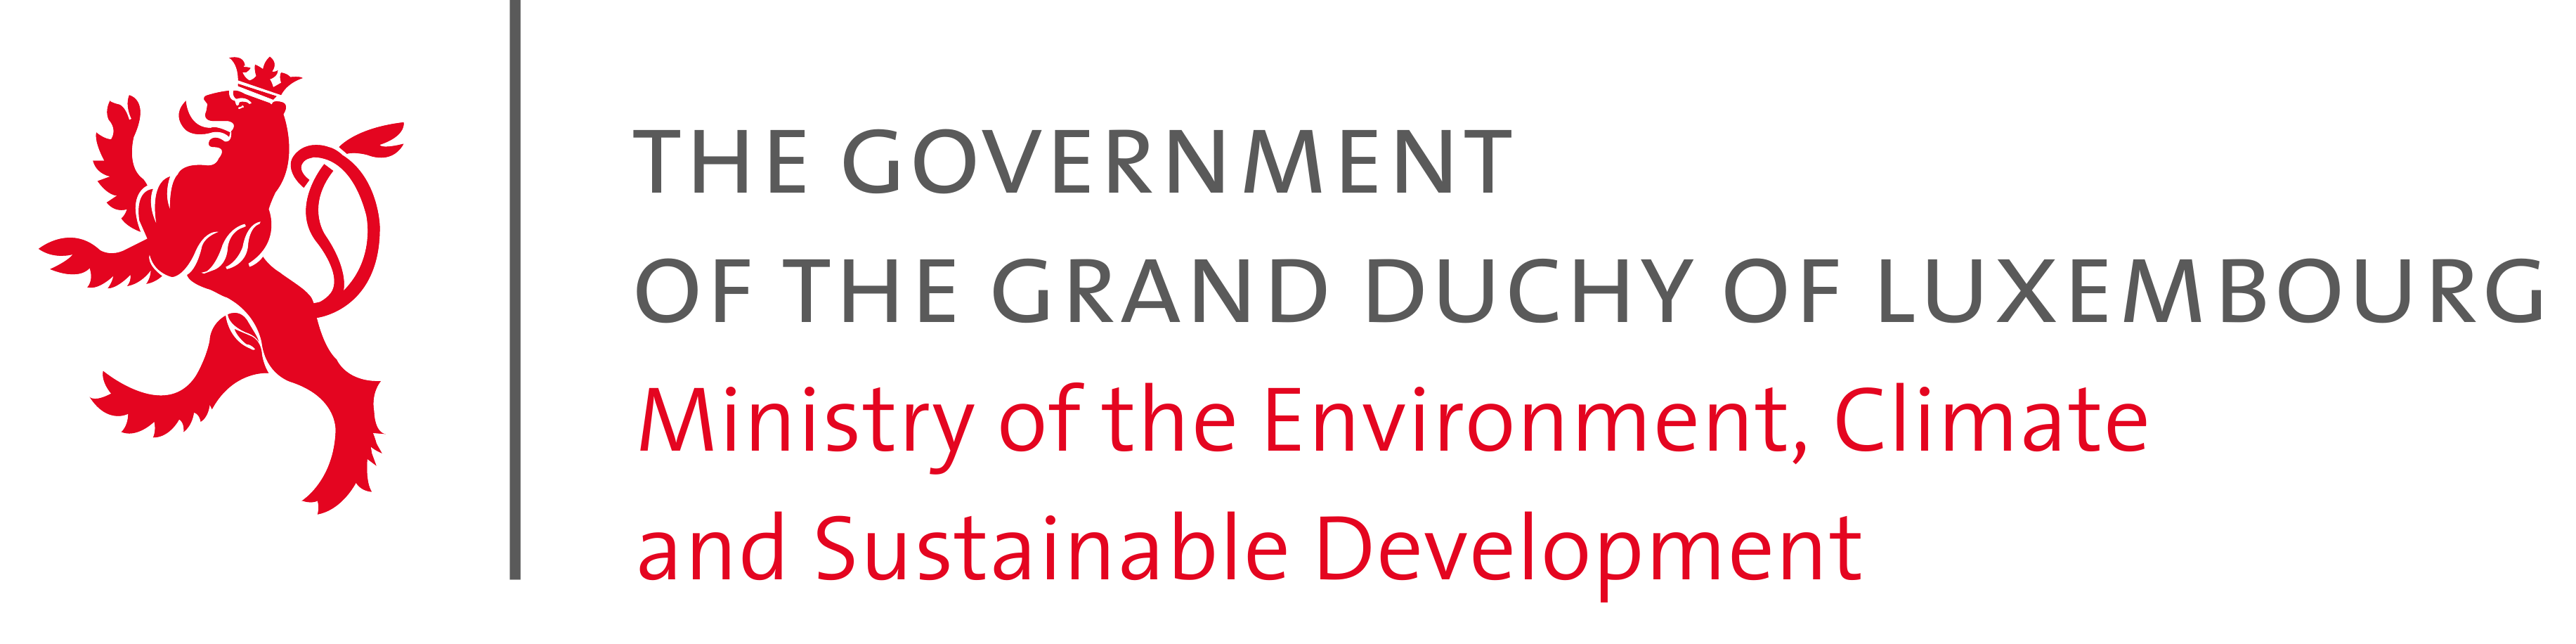 THE GOVERNMENT
OF THE GRAND DUCHY OF LUXEMBOURG
Ministry of the Environment, Climate
and Sustainable Development